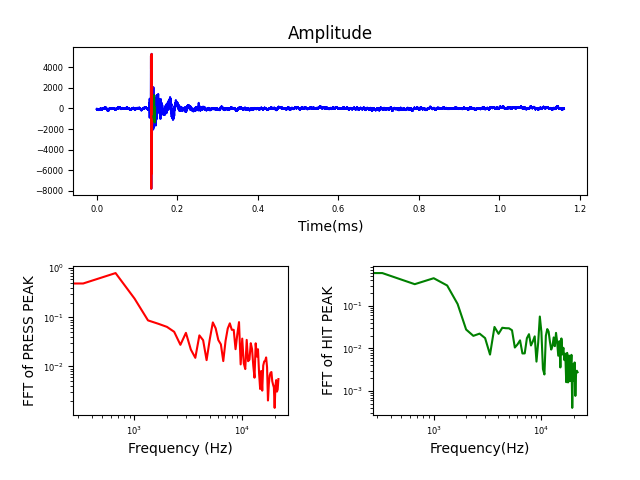 Amplitude
4000
2000
0
−2000
−4000
−6000
−8000
0.0 0.2 0.4 0.6 0.8 1.0 1.2
Time(ms)
FFT of PRESS PEAK
10⁰
10⁻¹
10⁻²
10³ 10⁴
Frequency (Hz)
FFT of HIT PEAK
10⁻¹
10⁻²
10⁻³
10³ 10⁴
Frequency(Hz)